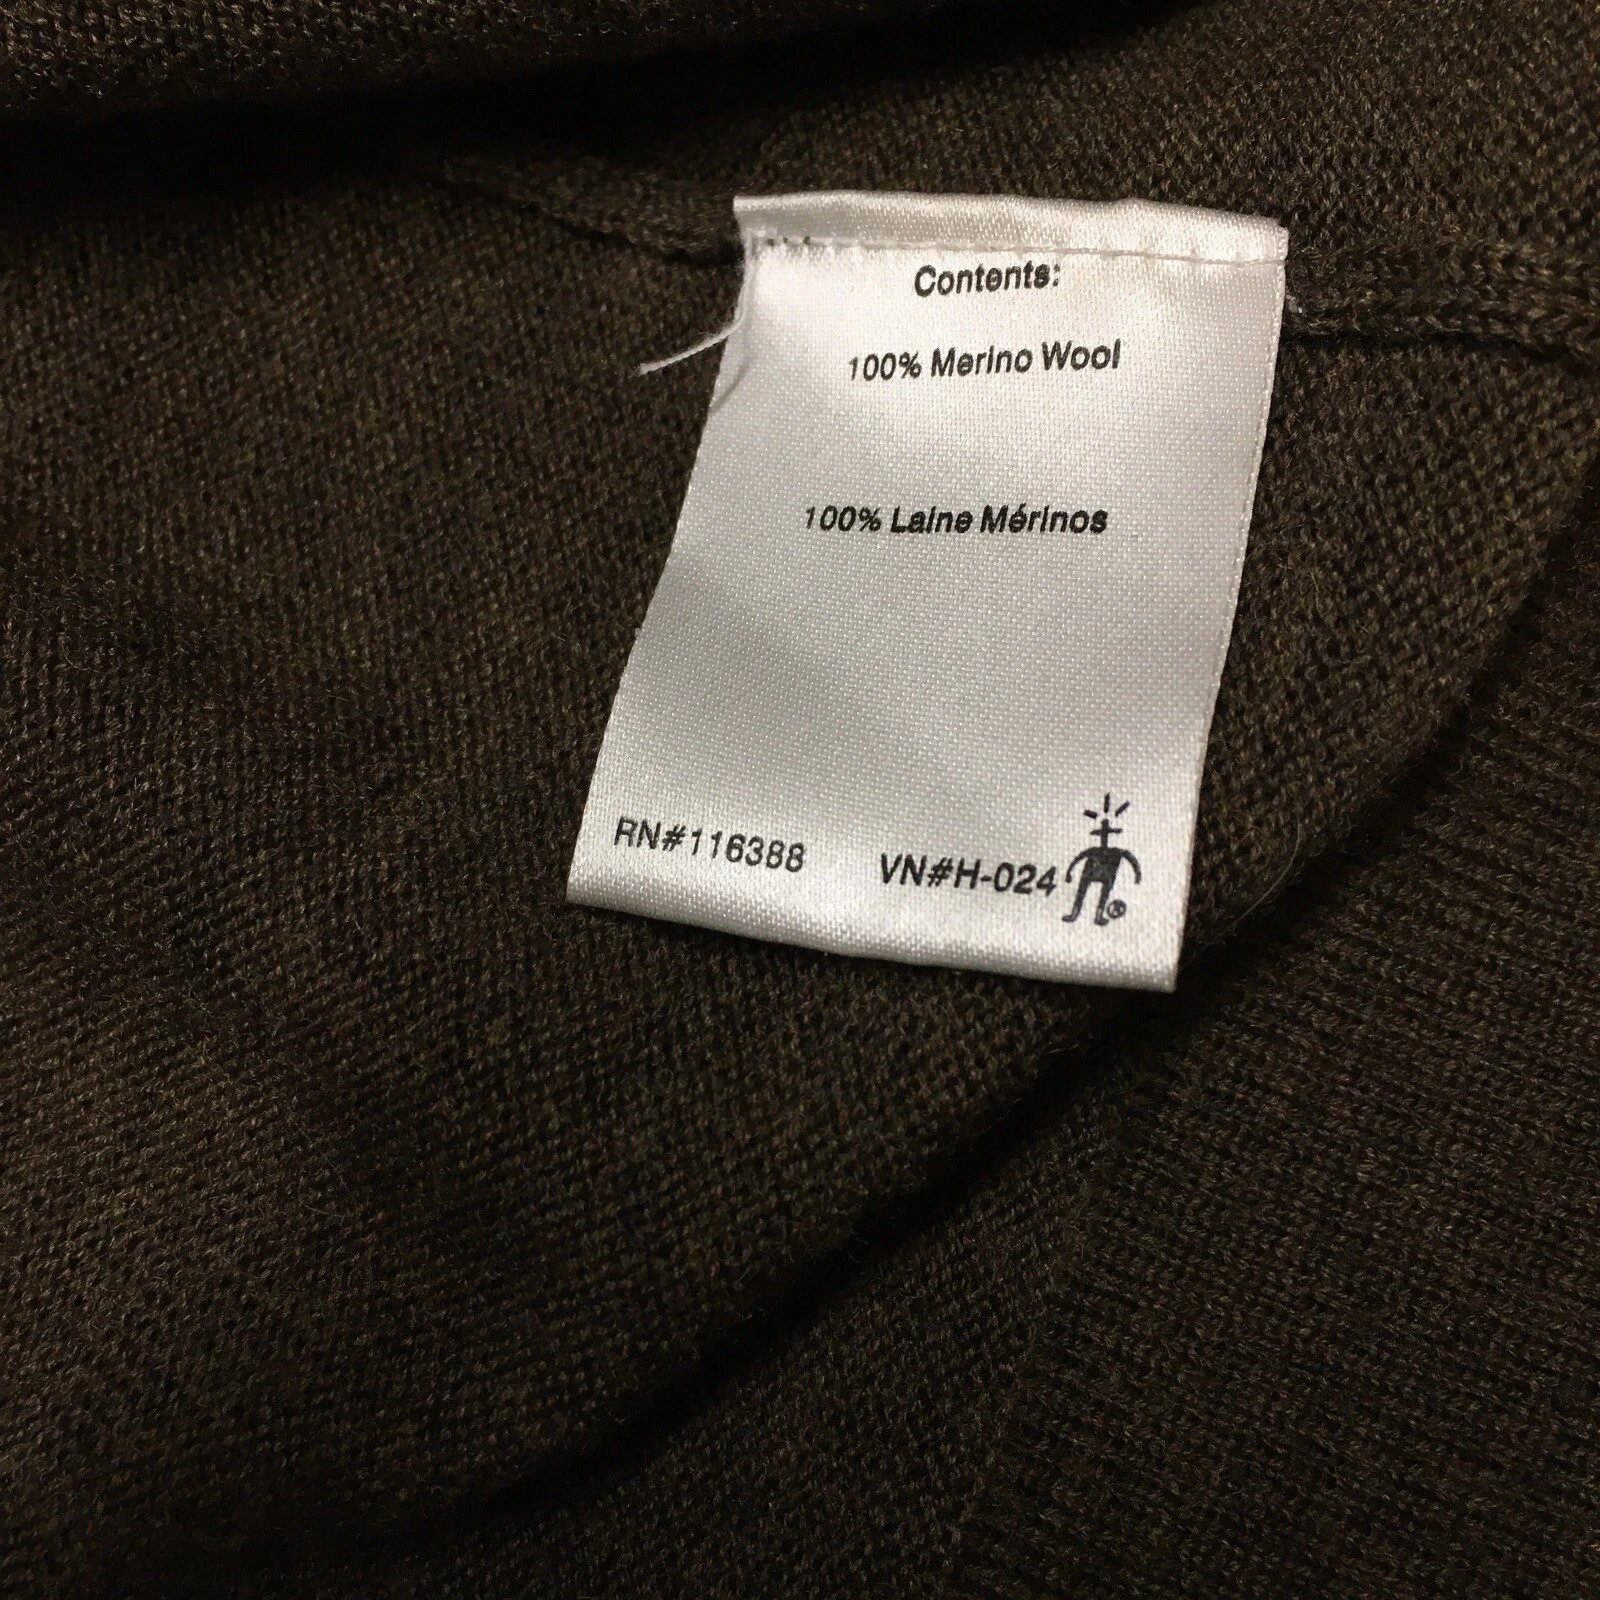 Contents:
100% Merino Wool
100% Laine Mérinos
RN#116388 VN#H-024